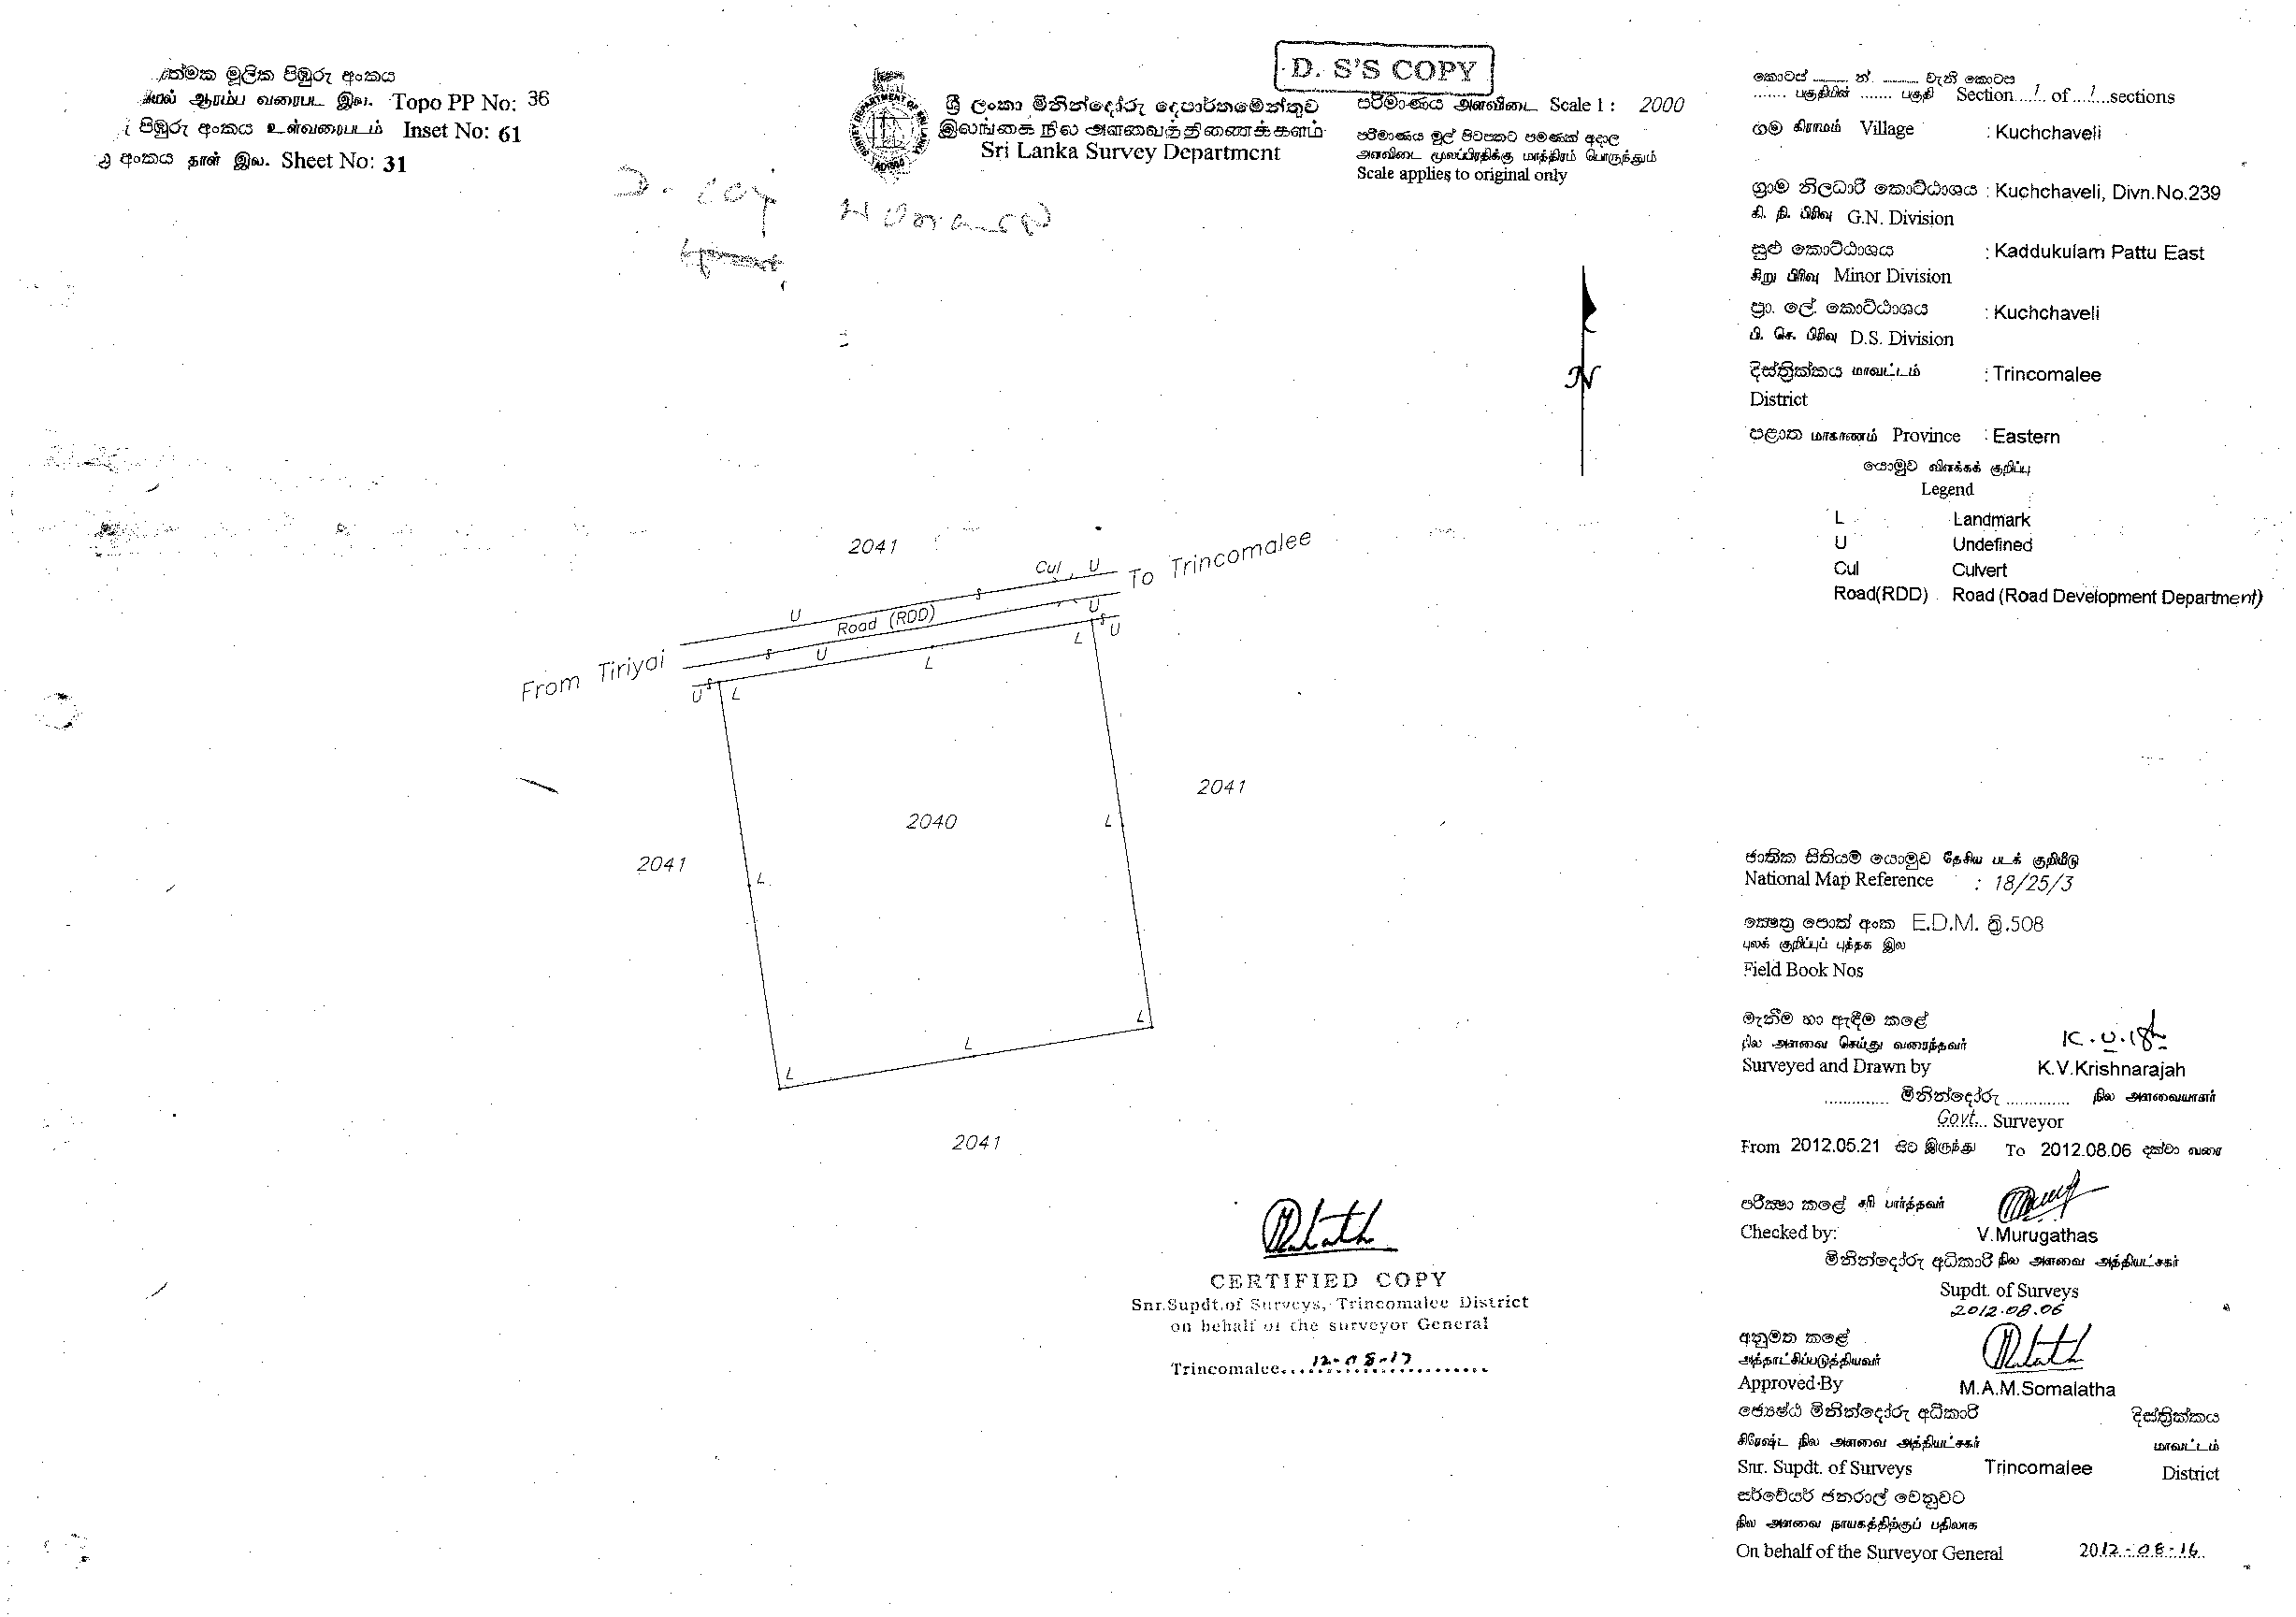 ත්මක මූලික පිඹුරු අංකය
ஆரம்ப வரைபட இல. Topo PP No: 36
පිඹුරු අංකය உள்வரைபடம் Inset No: 61
අංකය தாள் இல. Sheet No: 31
D. S'S COPY
ශ්‍රී ලංකා මිනින්දෝරු දෙපාර්තමේන්තුව
இலங்கை நில அளவைத்திணைக்களம்
Sri Lanka Survey Department
පරිමාණය அளவிடை Scale 1 : 2000
පරිමාණය මුල් පිටපතට පමණක් අදාල
அளவிடை மூலப்பிரதிக்கு மாத்திரம் பொருந்தும்
Scale applies to original only
N
කොටස් ........ න් ........ වැනි කොටස
....... பகுதியின் ....... பகுதி Section 1 of 1 sections
ගම கிராமம் Village : Kuchchaveli
ග්‍රාම නිලධාරී කොට්ඨාශය : Kuchchaveli, Divn.No.239
கி. நி. பிரிவு G.N. Division
සුළු කොට්ඨාශය : Kaddukulam Pattu East
சிறு பிரிவு Minor Division
ප්‍රා. ලේ. කොට්ඨාශය : Kuchchaveli
பி. செ. பிரிவு D.S. Division
දිස්ත්‍රික්කය மாவட்டம் : Trincomalee
District
පළාත மாகாணம் Province : Eastern
යොමුව விளக்கக் குறிப்பு
Legend
L Landmark
U Undefined
Cul Culvert
Road(RDD) Road (Road Development Department)
2041
Cul U To Trincomalee
U
Road (RDD) U
U L U
From Tiriyai L
U L
2041
2040 L
2041
L
L
L
L
2041
ජාතික සිතියම් යොමුව தேசிய படக் குறியீடு
National Map Reference : 18/25/3
ක්ෂේත්‍ර පොත් අංක E.D.M. ත්‍රි.508
புலக் குறிப்புப் புத்தக இல
Field Book Nos
මැනීම හා ඇඳීම කළේ
நில அளவை செய்து வரைந்தவர்
Surveyed and Drawn by K.V.Krishnarajah
.............. මිනින්දෝරු .............. நில அளவையாளர்
Govt. Surveyor
From 2012.05.21 සිට இருந்து To 2012.08.06 දක්වා வரை
පරීක්ෂා කළේ சரி பார்த்தவர்
Checked by: V.Murugathas
මිනින්දෝරු අධිකාරී நில அளவை அத்தியட்சகர்
Supdt. of Surveys
2012.08.06
අනුමත කළේ
அத்தாட்சிப்படுத்தியவர்
Approved By M.A.M.Somalatha
ජ්‍යෙෂ්ඨ මිනින්දෝරු අධිකාරී දිස්ත්‍රික්කය
சிரேஷ்ட நில அளவை அத்தியட்சகர் மாவட்டம்
Snr. Supdt. of Surveys Trincomalee District
සර්වේයර් ජනරාල් වෙනුවට
நில அளவை நாயகத்திற்குப் பதிலாக
On behalf of the Surveyor General 2012-08-16
CERTIFIED COPY
Snr.Supdt.of Surveys, Trincomalee District
on behalf of the surveyor General
Trincomalee 12-08-17